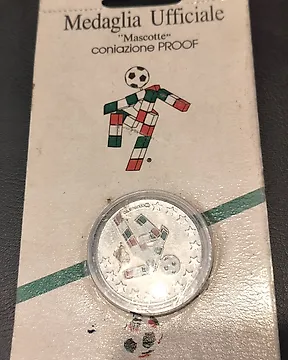 Medaglia Ufficiale
"Mascotte"
coniazione PROOF